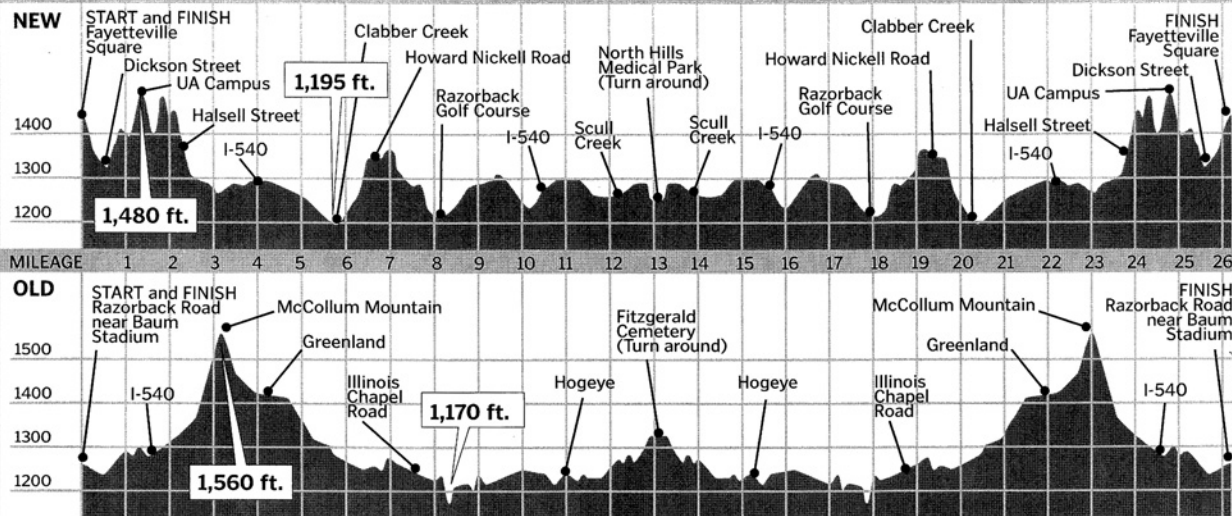 NEW
START and FINISH
Fayetteville
Square
Dickson Street
UA Campus
Halsell Street
I-540
1,480 ft.
1,195 ft.
Clabber Creek
Howard Nickell Road
Razorback
Golf Course
I-540
Scull
Creek
North Hills
Medical Park
(Turn around)
Scull
Creek
I-540
Razorback
Golf Course
Howard Nickell Road
Clabber Creek
I-540
Halsell Street
UA Campus
Dickson Street
FINISH
Fayetteville
Square
1400
1300
1200
MILEAGE 1 2 3 4 5 6 7 8 9 10 11 12 13 14 15 16 17 18 19 20 21 22 23 24 25 26
OLD
START and FINISH
Razorback Road
near Baum
Stadium
I-540
McCollum Mountain
Greenland
1,560 ft.
Illinois
Chapel
Road
1,170 ft.
Hogeye
Fitzgerald
Cemetery
(Turn around)
Hogeye
Illinois
Chapel
Road
McCollum Mountain
Greenland
I-540
FINISH
Razorback Road
near Baum
Stadium
1500
1400
1300
1200